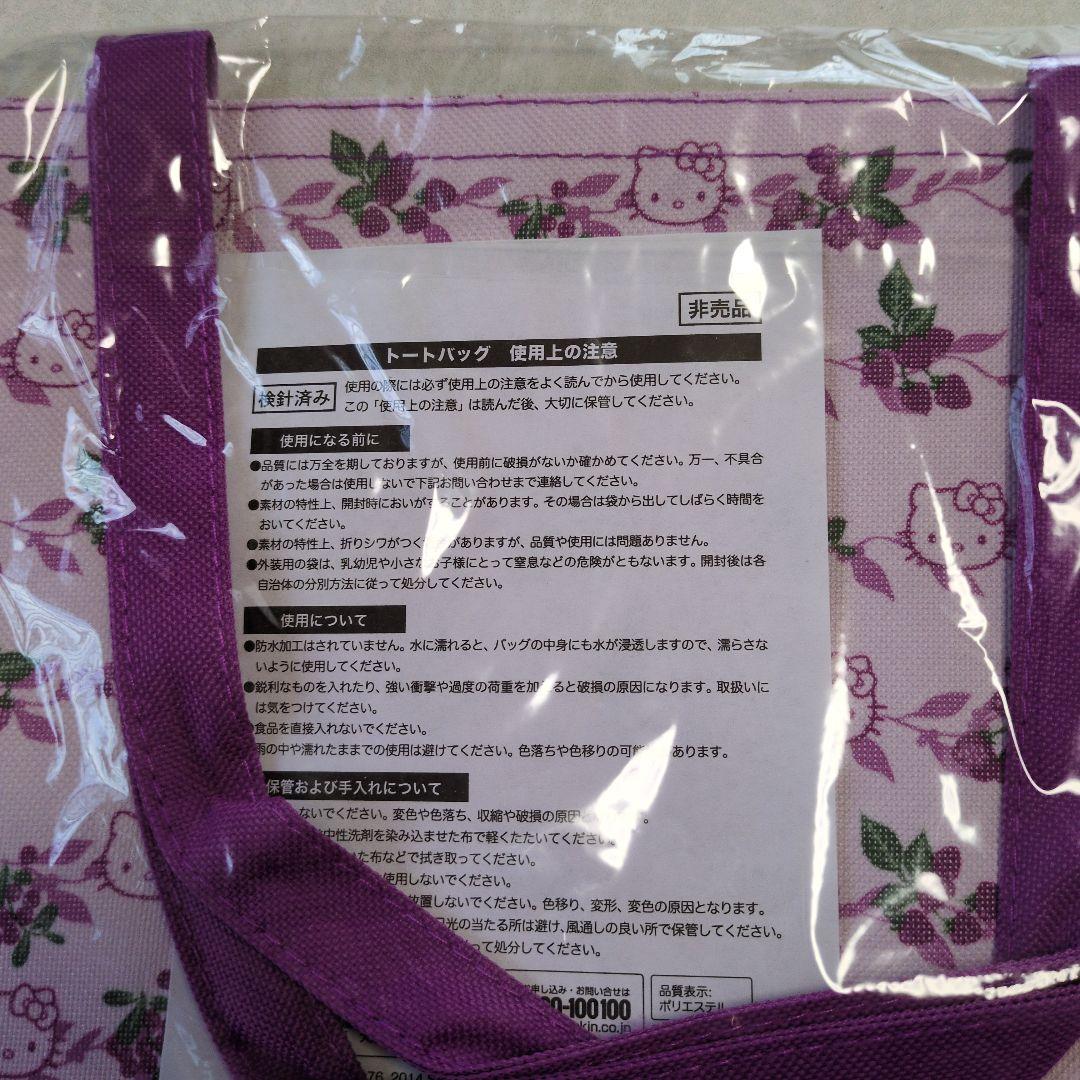 非売品
トートバッグ 使用上の注意
検針済み
使用の際には必ず使用上の注意をよく読んでから使用してください。
この「使用上の注意」は読んだ後、大切に保管してください。
使用になる前に
●品質には万全を期しておりますが、使用前に破損がないか確かめてください。万一、不具合
があった場合は使用しないで下記お問い合わせまで連絡してください。
●素材の特性上、開封時においがすることがあります。その場合は袋から出してしばらく時間を
おいてください。
●素材の特性上、折りシワがつく がありますが、品質や使用には問題ありません。
●外装用の袋は、乳幼児や小さなお子様にとって窒息などの危険がともないます。開封後は各
自治体の分別方法に従って処分してください。
使用について
●防水加工はされていません。水に濡れると、バッグの中身にも水が浸透しますので、濡らさな
いように使用してください。
●鋭利なものを入れたり、強い衝撃や過度の荷重を加えると破損の原因になります。取扱いに
は気をつけてください。
●食品を直接入れないでください。
雨の中や濡れたままでの使用は避けてください。色落ちや色移りの可能 あります。
保管および手入れについて
ないでください。変色や色落ち、収縮や破損の原因と
中性洗剤を染み込ませた布で軽くたたいてください。
た布などで拭き取ってください。
使用しないでください。
放置しないでください。色移り、変形、変色の原因となります。
日光の当たる所は避け、風通しの良い所で保管してください。
って処分してください。
お申し込み・お問い合せは
0-100100
kin.co.jp
品質表示:
ポリエステル
76, 2014